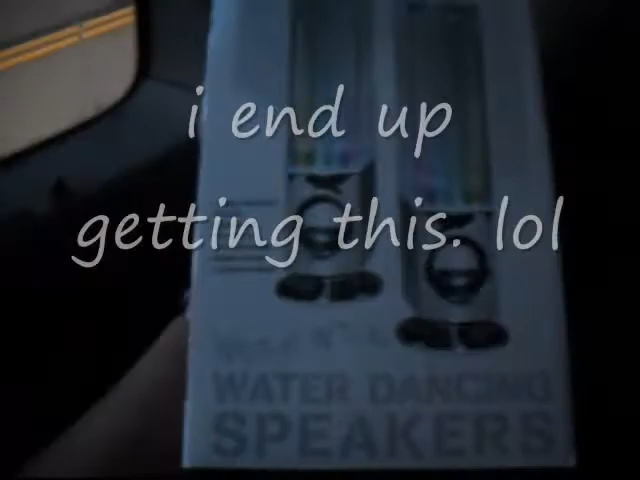 i end up
getting this. lol
WATER DANCING
SPEAKERS